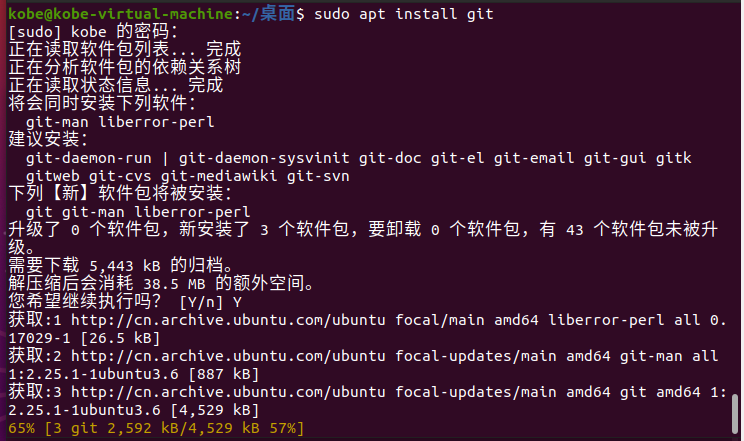 kobe@kobe-virtual-machine:~/桌面$ sudo apt install git
[sudo] kobe 的密码：
正在读取软件包列表... 完成
正在分析软件包的依赖关系树
正在读取状态信息... 完成
将会同时安装下列软件：
  git-man liberror-perl
建议安装：
  git-daemon-run | git-daemon-sysvinit git-doc git-el git-email git-gui gitk
  gitweb git-cvs git-mediawiki git-svn
下列【新】软件包将被安装：
  git git-man liberror-perl
升级了 0 个软件包，新安装了 3 个软件包，要卸载 0 个软件包，有 43 个软件包未被升
级。
需要下载 5,443 kB 的归档。
解压缩后会消耗 38.5 MB 的额外空间。
您希望继续执行吗？ [Y/n] Y
获取:1 http://cn.archive.ubuntu.com/ubuntu focal/main amd64 liberror-perl all 0.
17029-1 [26.5 kB]
获取:2 http://cn.archive.ubuntu.com/ubuntu focal-updates/main amd64 git-man all
1:2.25.1-1ubuntu3.6 [887 kB]
获取:3 http://cn.archive.ubuntu.com/ubuntu focal-updates/main amd64 git amd64 1:
2.25.1-1ubuntu3.6 [4,529 kB]
65% [3 git 2,592 kB/4,529 kB 57%]